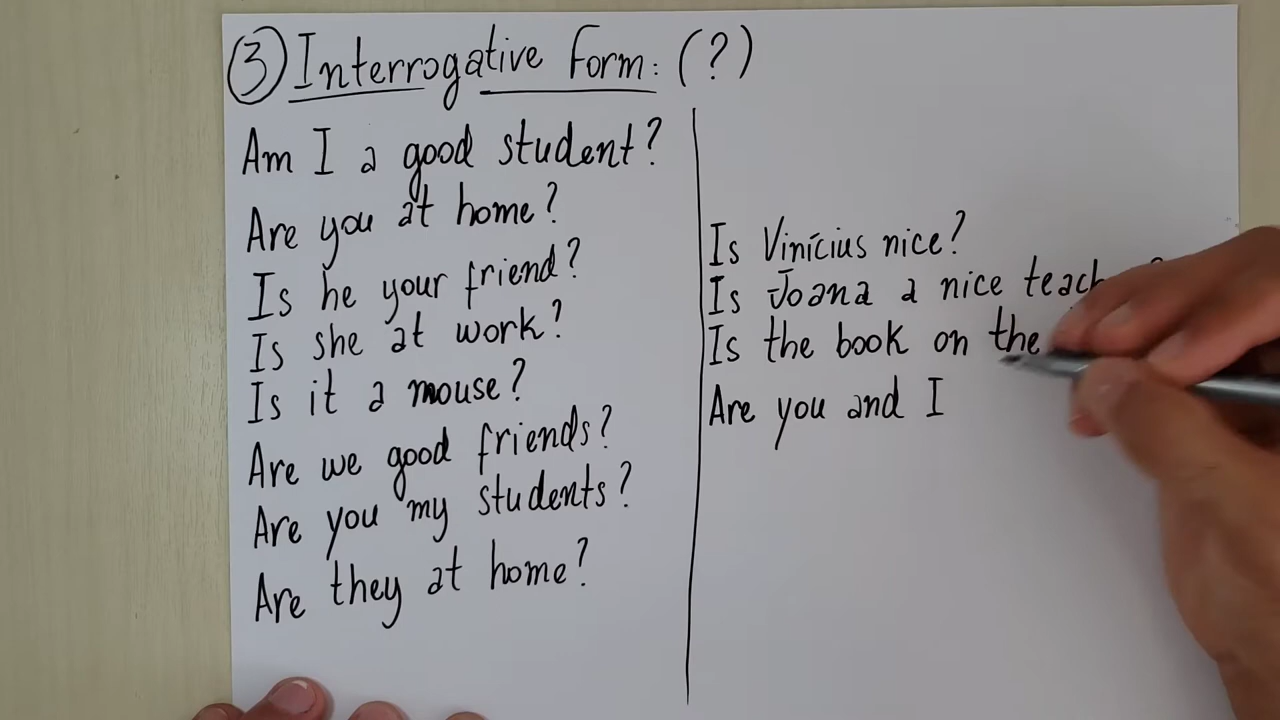 ③ Interrogative Form: (?)
Am I a good student?
Are you at home?
Is he your friend?
Is she at work?
Is it a mouse?
Are we good friends?
Are you my students?
Are they at home?
Is Vinícius nice?
Is Joana a nice
Is the book on the
Are you and I